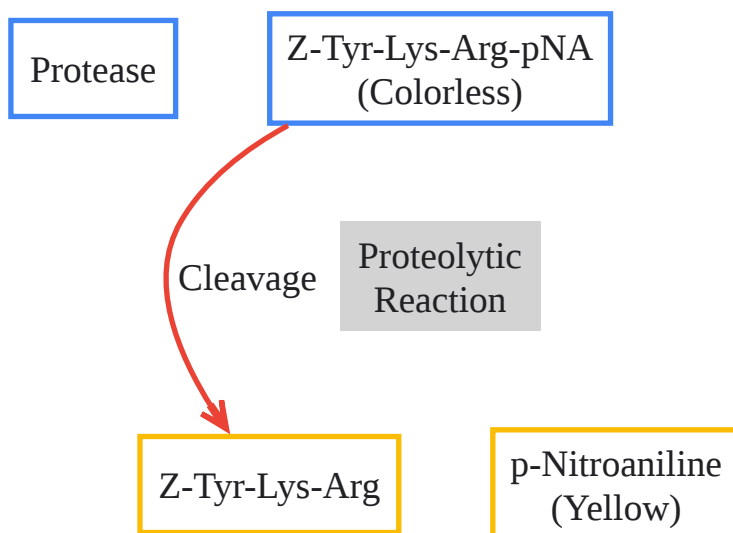 Protease
Z-Tyr-Lys-Arg-pNA
(Colorless)
Cleavage
Proteolytic
Reaction
Z-Tyr-Lys-Arg
p-Nitroaniline
(Yellow)